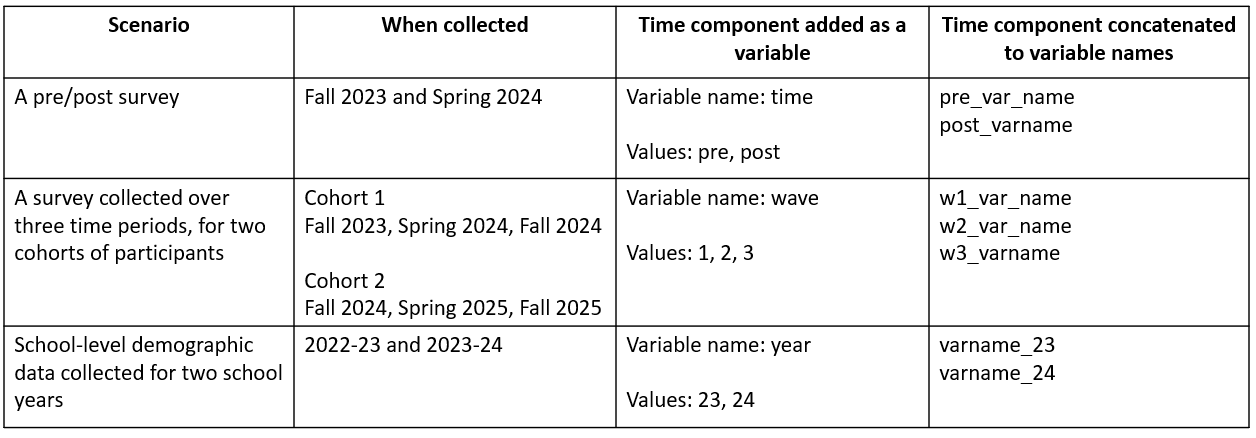 Scenario
When collected
Time component added as a
variable
Time component concatenated
to variable names
A pre/post survey
Fall 2023 and Spring 2024
Variable name: time
Values: pre, post
pre_var_name
post_varname
A survey collected over
three time periods, for two
cohorts of participants
Cohort 1
Fall 2023, Spring 2024, Fall 2024
Cohort 2
Fall 2024, Spring 2025, Fall 2025
Variable name: wave
Values: 1, 2, 3
w1_var_name
w2_var_name
w3_varname
School-level demographic
data collected for two school
years
2022-23 and 2023-24
Variable name: year
Values: 23, 24
varname_23
varname_24